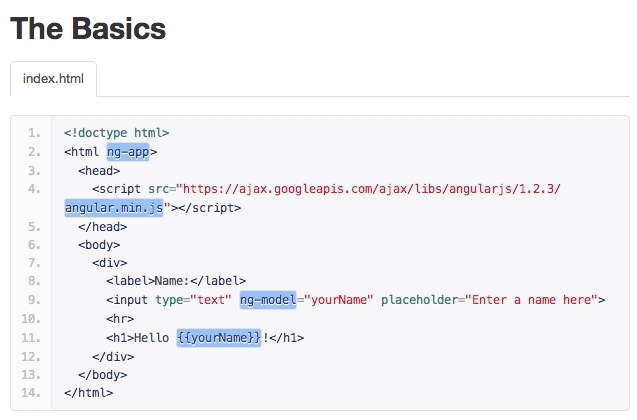 The Basics
index.html
1. <!doctype html>
2. <html ng-app>
3. <head>
4. <script src="https://ajax.googleapis.com/ajax/libs/angularjs/1.2.3/
angular.min.js"></script>
5. </head>
6. <body>
7. <div>
8. <label>Name:</label>
9. <input type="text" ng-model="yourName" placeholder="Enter a name here">
10. <hr>
11. <h1>Hello {{yourName}}!</h1>
12. </div>
13. </body>
14. </html>